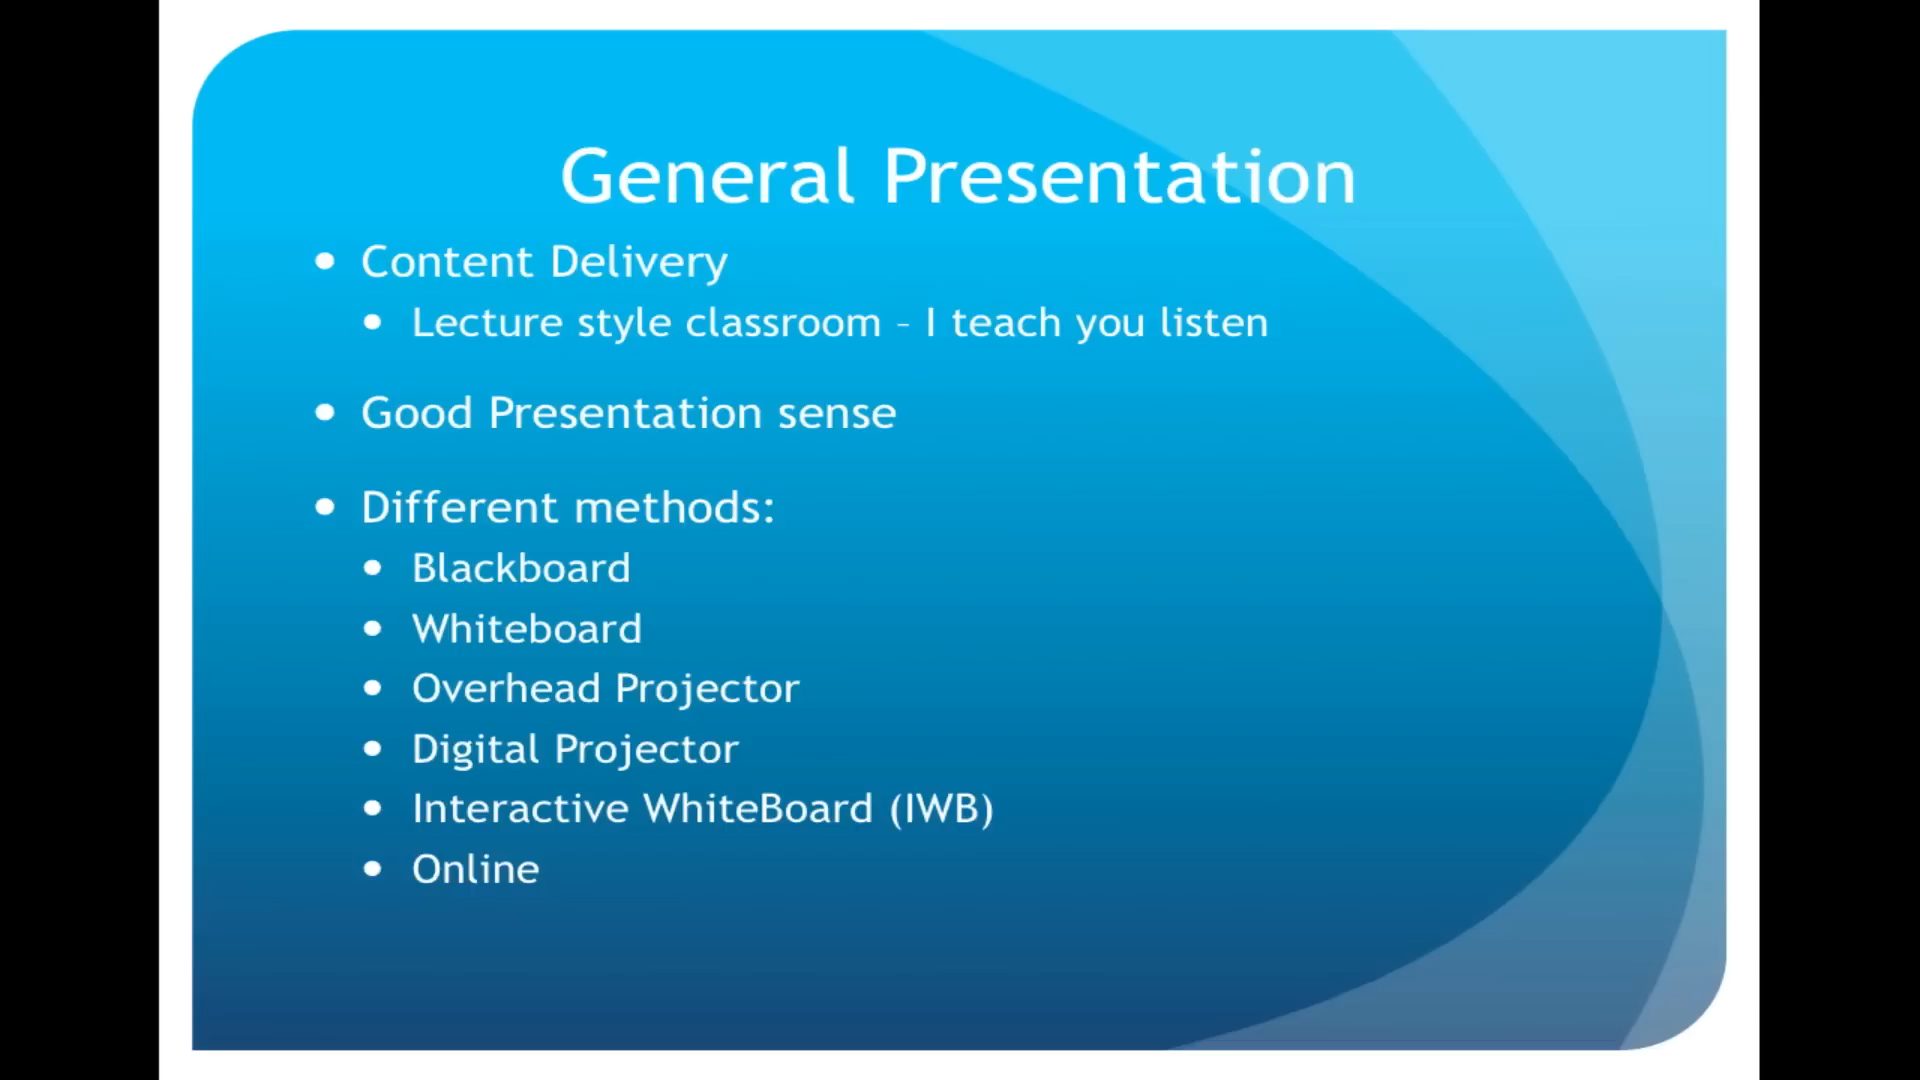 General Presentation
• Content Delivery
• Lecture style classroom – I teach you listen
• Good Presentation sense
• Different methods:
• Blackboard
• Whiteboard
• Overhead Projector
• Digital Projector
• Interactive WhiteBoard (IWB)
• Online